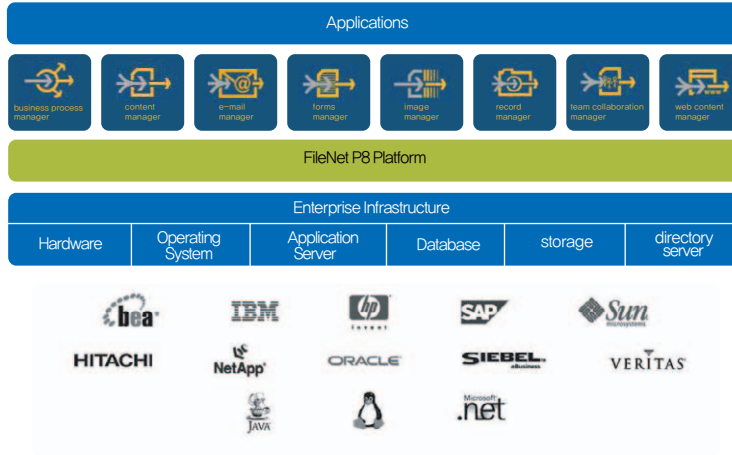 Applications
business process
manager
content
manager
e-mail
manager
forms
manager
image
manager
record
manager
team collaboration
manager
web content
manager
FileNet P8 Platform
Enterprise Infrastructure
Hardware
Operating
System
Application
Server
Database
storage
directory
server
bea
IBM
hp
invent
SAP
Sun
microsystems
HITACHI
NetApp
ORACLE
SIEBEL.
eBusiness
VERITAS
JAVA
Microsoft
.net